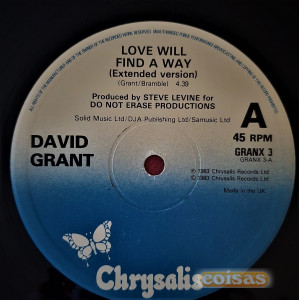 LOVE WILL
FIND A WAY
(Extended version)
(Grant/Bramble) 4.39
Produced by STEVE LEVINE for
DO NOT ERASE PRODUCTIONS
Solid Music Ltd/DJA Publishing Ltd/Samusic Ltd
A
45 RPM
DAVID
GRANT
GRANX 3
GRANX 3-A
℗ 1983 Chrysalis Records Ltd
© 1983 Chrysalis Records Ltd
Made in the UK
Chrysalis
coisas